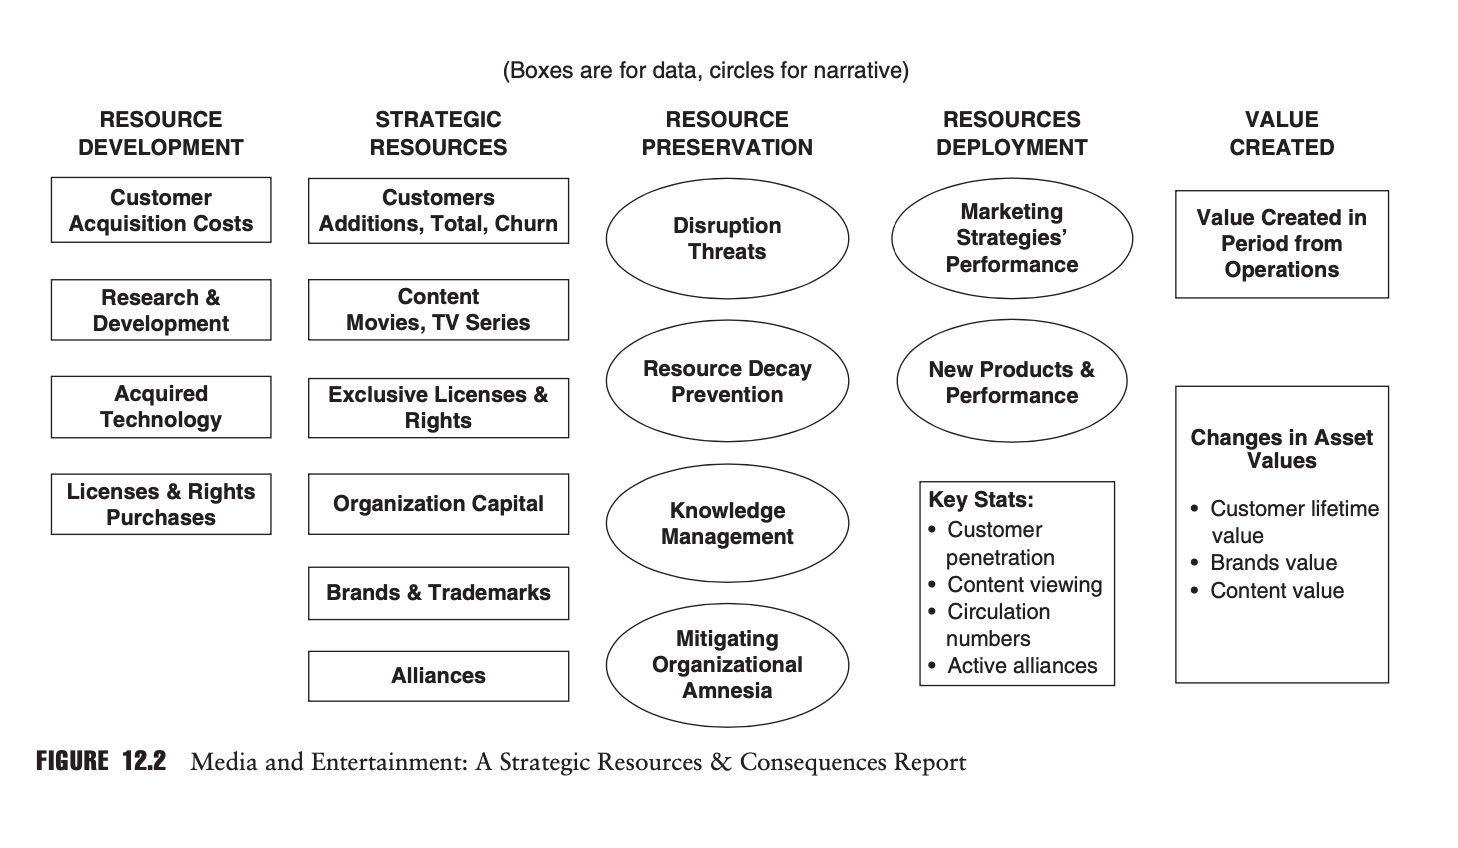 (Boxes are for data, circles for narrative)
RESOURCE
DEVELOPMENT
Customer
Acquisition Costs
Research &
Development
Acquired
Technology
Licenses & Rights
Purchases
STRATEGIC
RESOURCES
Customers
Additions, Total, Churn
Content
Movies, TV Series
Exclusive Licenses &
Rights
Organization Capital
Brands & Trademarks
Alliances
RESOURCE
PRESERVATION
Disruption
Threats
Resource Decay
Prevention
Knowledge
Management
Mitigating
Organizational
Amnesia
RESOURCES
DEPLOYMENT
Marketing
Strategies’
Performance
New Products &
Performance
Key Stats:
• Customer
penetration
• Content viewing
• Circulation
numbers
• Active alliances
VALUE
CREATED
Value Created in
Period from
Operations
Changes in Asset
Values
• Customer lifetime
value
• Brands value
• Content value
FIGURE 12.2 Media and Entertainment: A Strategic Resources & Consequences Report